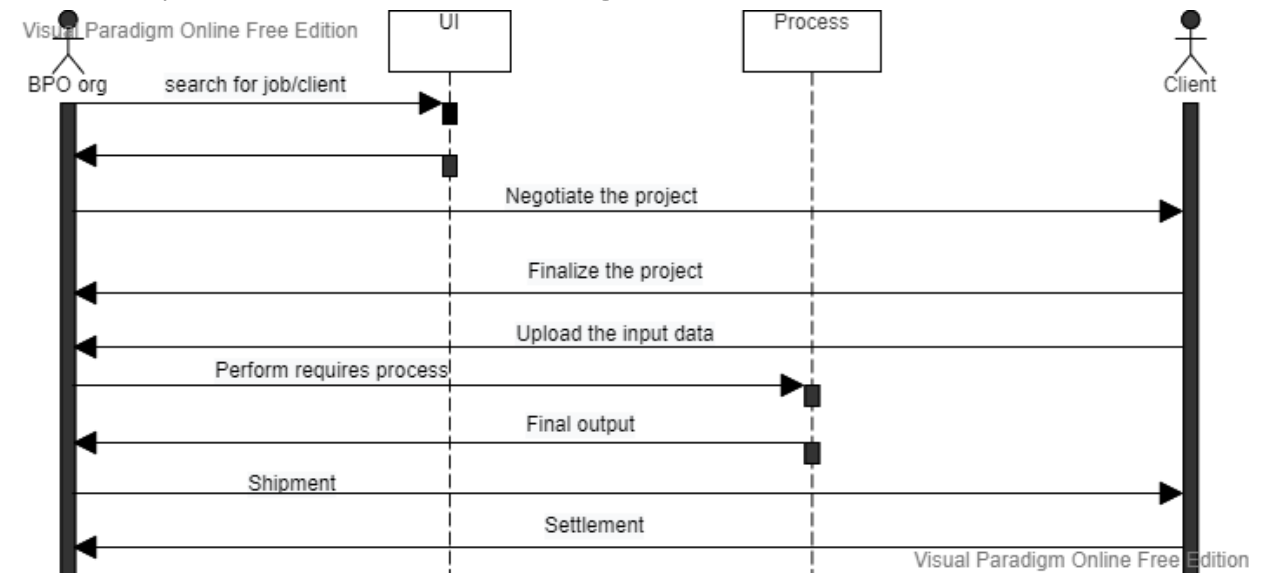 UI
Process
Visual Paradigm Online Free Edition
BPO org
search for job/client
Client
Negotiate the project
Finalize the project
Upload the input data
Perform requires process
Final output
Shipment
Settlement
Visual Paradigm Online Free Edition